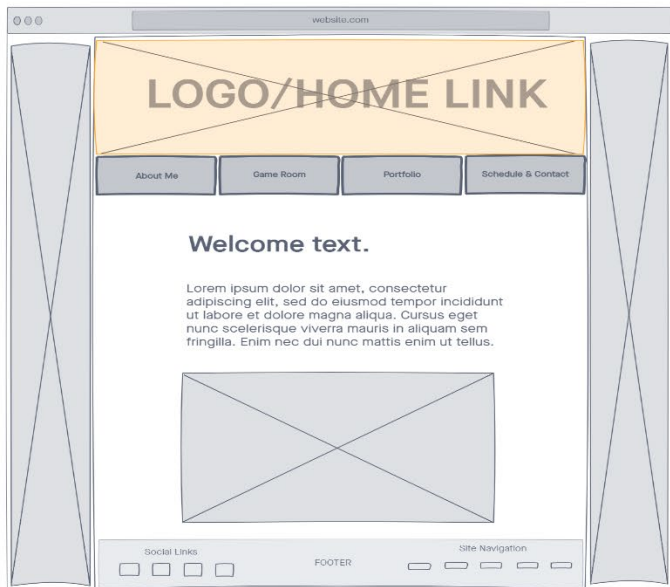 website.com
LOGO/HOME LINK
About Me
Game Room
Portfolio
Schedule & Contact
Welcome text.
Lorem ipsum dolor sit amet, consectetur
adipiscing elit, sed do eiusmod tempor incididunt
ut labore et dolore magna aliqua. Cursus eget
nunc scelerisque viverra mauris in aliquam sem
fringilla. Enim nec dui nunc mattis enim ut tellus.
Social Links
FOOTER
Site Navigation